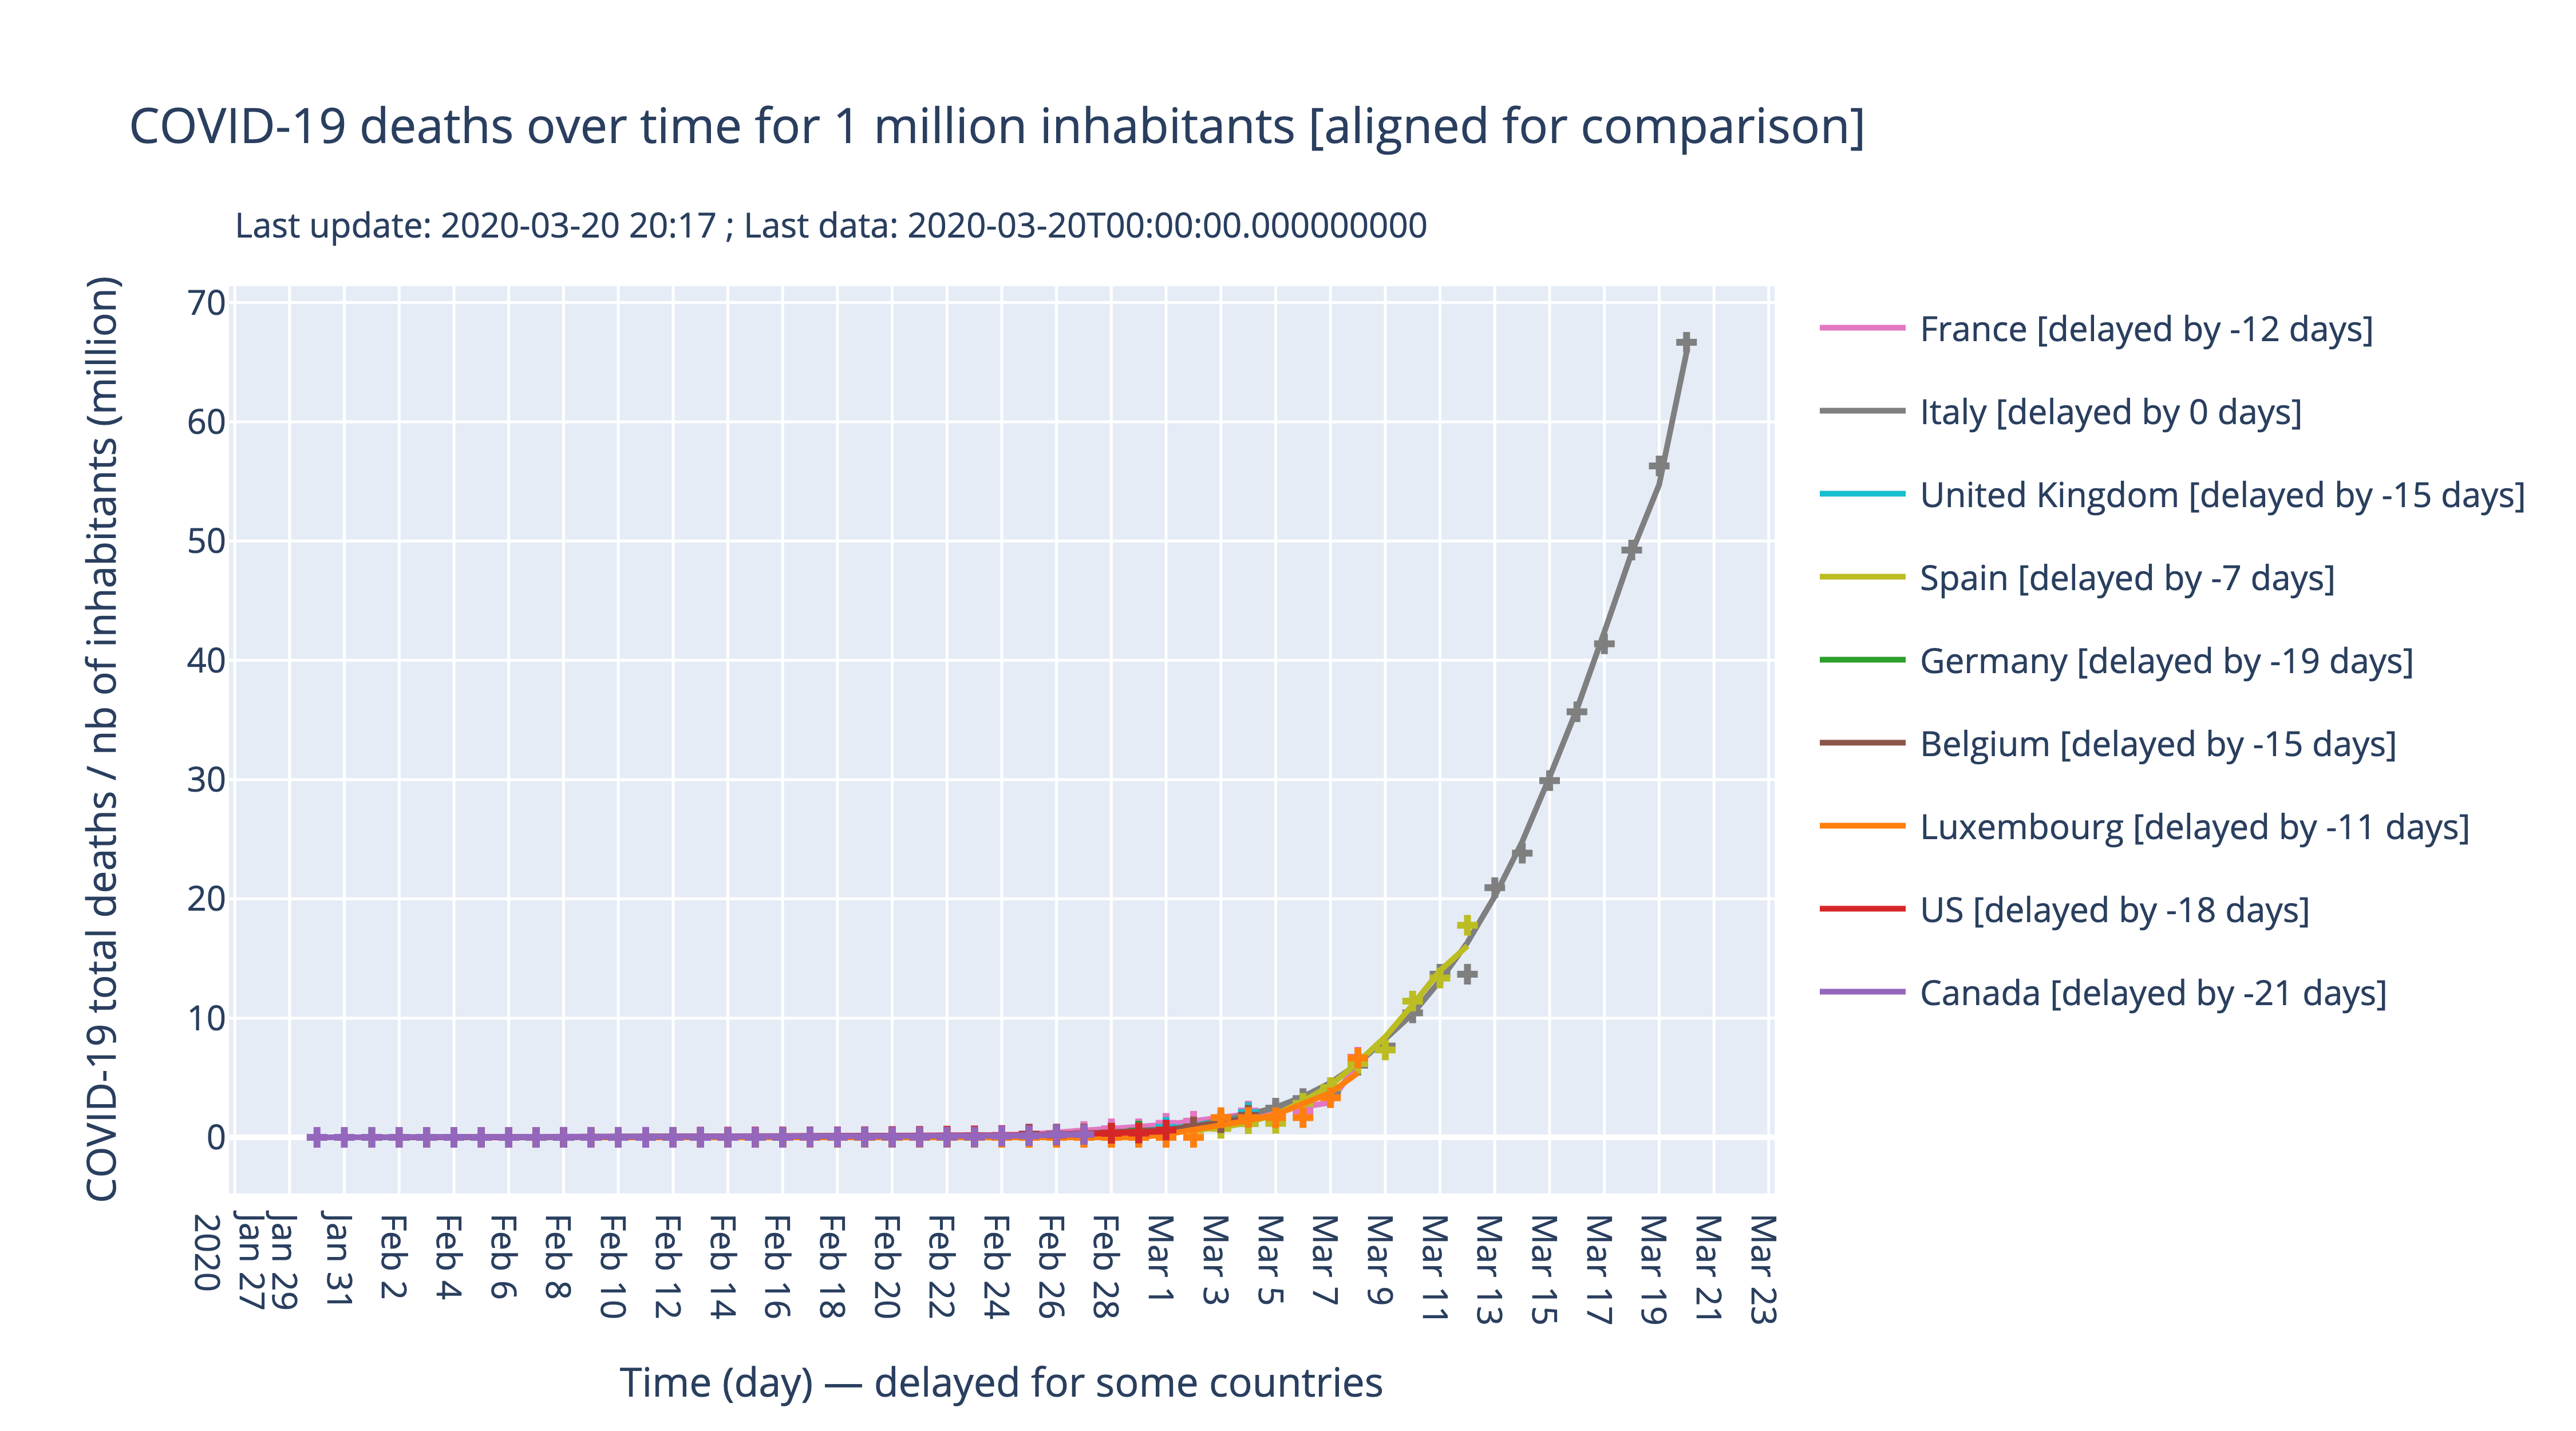 COVID-19 deaths over time for 1 million inhabitants [aligned for comparison]
Last update: 2020-03-20 20:17 ; Last data: 2020-03-20T00:00:00.000000000
COVID-19 total deaths / nb of inhabitants (million)
70
60
50
40
30
20
10
0
Jan 27
2020
Jan 29
Jan 31
Feb 2
Feb 4
Feb 6
Feb 8
Feb 10
Feb 12
Feb 14
Feb 16
Feb 18
Feb 20
Feb 22
Feb 24
Feb 26
Feb 28
Mar 1
Mar 3
Mar 5
Mar 7
Mar 9
Mar 11
Mar 13
Mar 15
Mar 17
Mar 19
Mar 21
Mar 23
Time (day) — delayed for some countries
France [delayed by -12 days]
Italy [delayed by 0 days]
United Kingdom [delayed by -15 days]
Spain [delayed by -7 days]
Germany [delayed by -19 days]
Belgium [delayed by -15 days]
Luxembourg [delayed by -11 days]
US [delayed by -18 days]
Canada [delayed by -21 days]